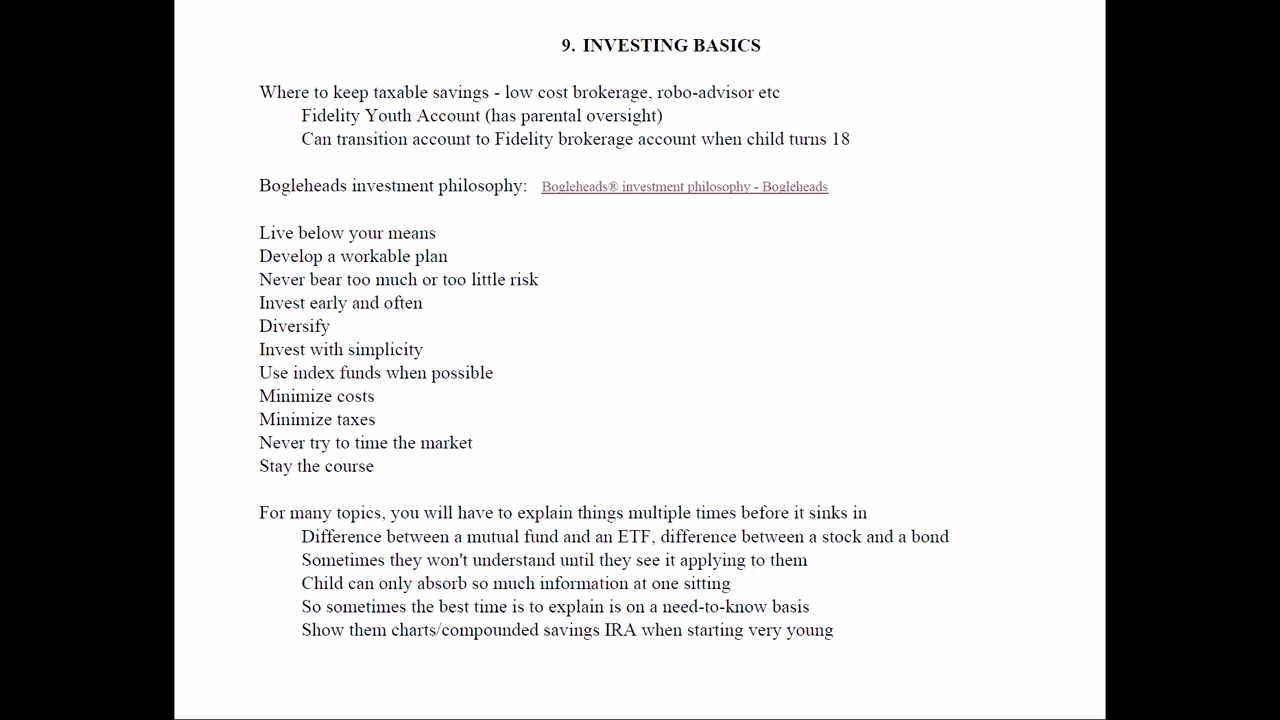 9. INVESTING BASICS
Where to keep taxable savings - low cost brokerage, robo-advisor etc
Fidelity Youth Account (has parental oversight)
Can transition account to Fidelity brokerage account when child turns 18
Bogleheads investment philosophy: Bogleheads® investment philosophy - Bogleheads
Live below your means
Develop a workable plan
Never bear too much or too little risk
Invest early and often
Diversify
Invest with simplicity
Use index funds when possible
Minimize costs
Minimize taxes
Never try to time the market
Stay the course
For many topics, you will have to explain things multiple times before it sinks in
Difference between a mutual fund and an ETF, difference between a stock and a bond
Sometimes they won't understand until they see it applying to them
Child can only absorb so much information at one sitting
So sometimes the best time is to explain is on a need-to-know basis
Show them charts/compounded savings IRA when starting very young